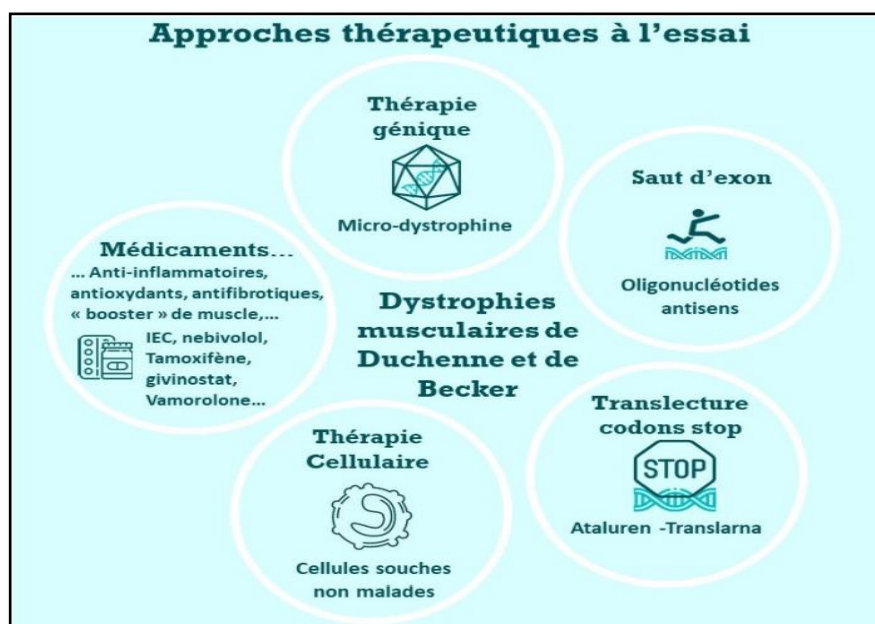 Approches thérapeutiques à l’essai
Thérapie
génique
Micro-dystrophine
Saut d’exon
Oligonucléotides
antisens
Médicaments...
... Anti-inflammatoires,
antioxydants, antifibrotiques,
« booster » de muscle,...
IEC, nebivolol,
Tamoxifène,
givinostat,
Vamorolone...
Dystrophies
musculaires de
Duchenne et de
Becker
Translecture
codons stop
STOP
Ataluren -Translarna
Thérapie
Cellulaire
Cellules souches
non malades